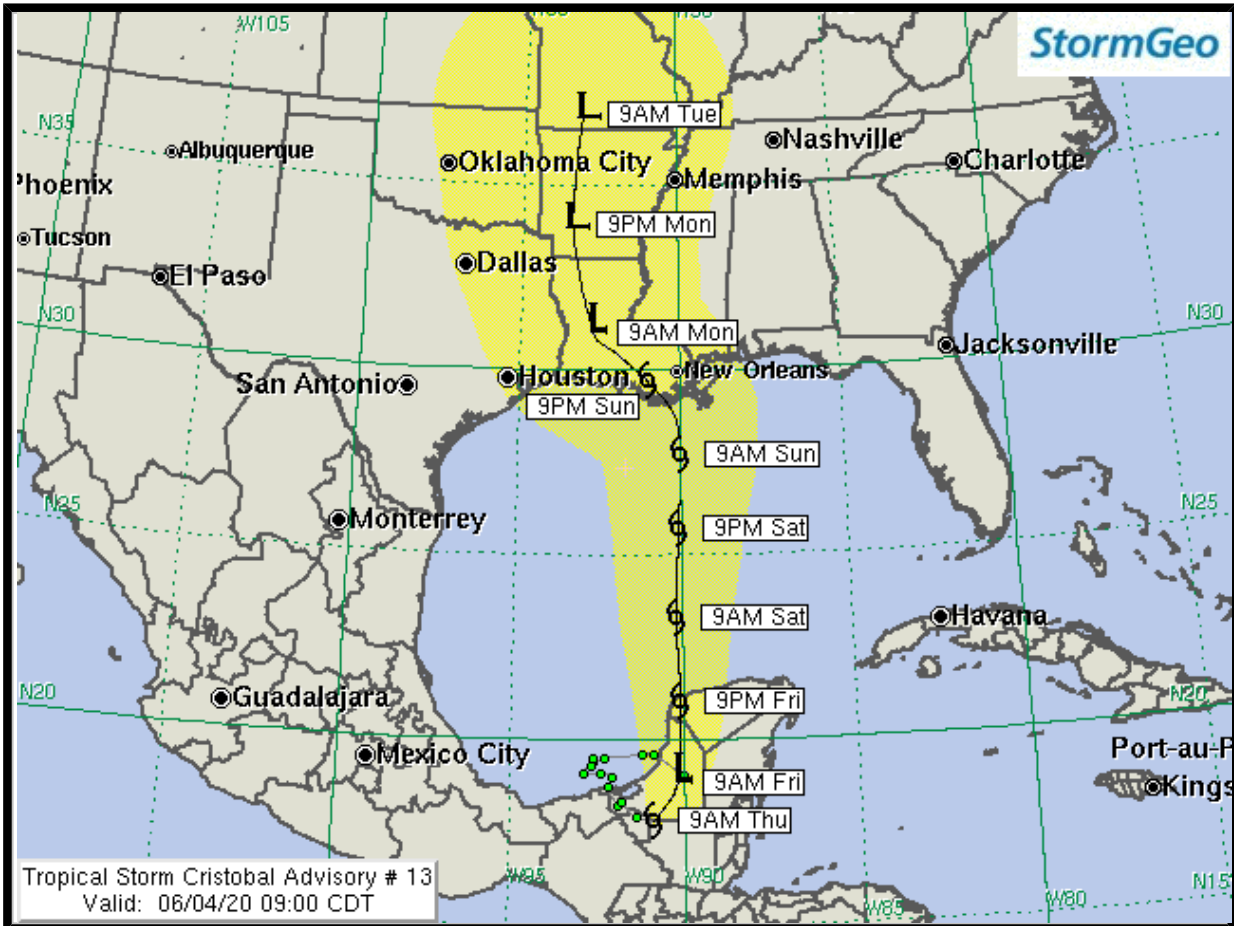 W105
W95
W90
StormGeo
9AM Tue
N35
Nashville
Albuquerque
Oklahoma City
Charlotte
Memphis
Phoenix
9PM Mon
Tucson
Dallas
El Paso
N30
N30
9AM Mon
Jacksonville
New Orleans
San Antonio
Houston
9PM Sun
9AM Sun
N25
N25
Monterrey
9PM Sat
9AM Sat
Havana
N20
N20
Guadalajara
9PM Fri
Mexico City
Port-au-P
9AM Fri
Kings
9AM Thu
W95
W90
N15
W85
W80
Tropical Storm Cristobal Advisory # 13
Valid: 06/04/20 09:00 CDT
L
L
L
L